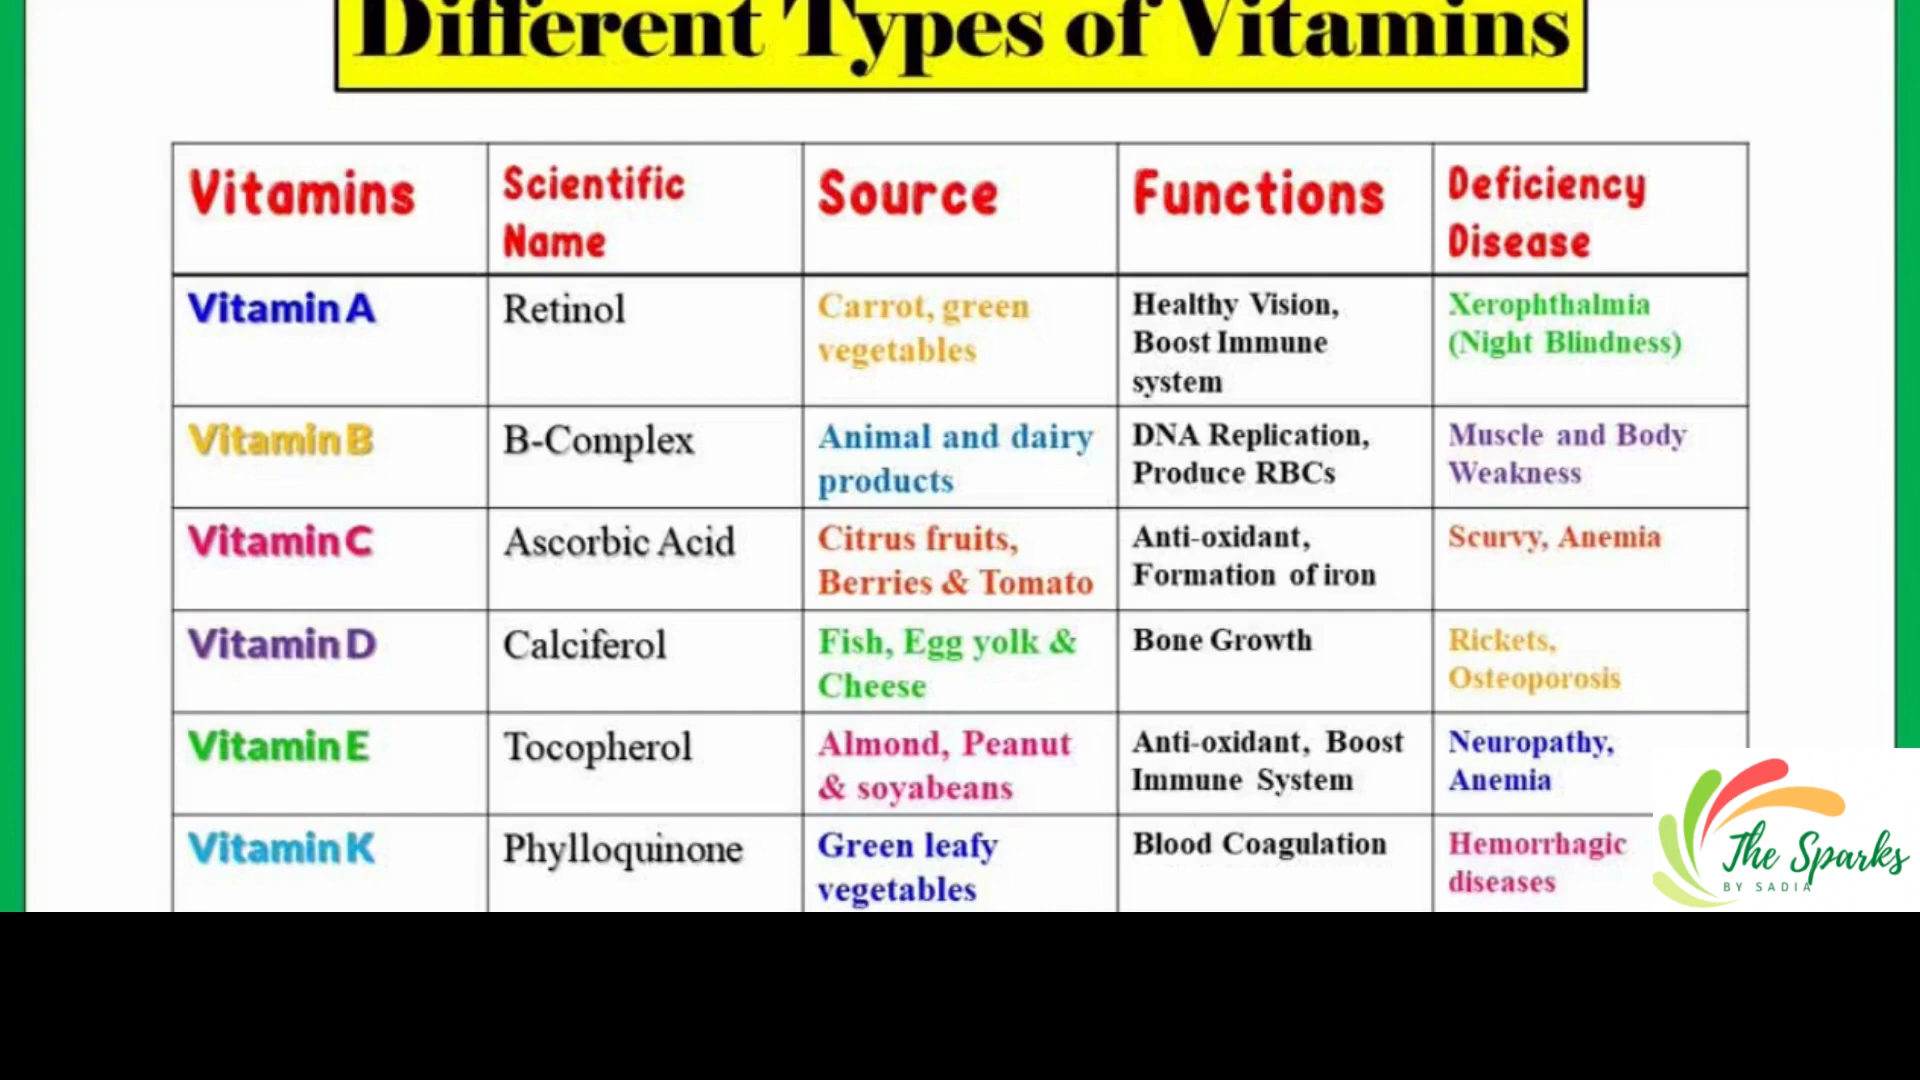 Different Types of Vitamins
Vitamins
Scientific
Name
Source
Functions
Deficiency
Disease
Vitamin A
Retinol
Carrot, green
vegetables
Healthy Vision,
Boost Immune
system
Xerophthalmia
(Night Blindness)
Vitamin B
B-Complex
Animal and dairy
products
DNA Replication,
Produce RBCs
Muscle and Body
Weakness
Vitamin C
Ascorbic Acid
Citrus fruits,
Berries & Tomato
Anti-oxidant,
Formation of iron
Scurvy, Anemia
Vitamin D
Calciferol
Fish, Egg yolk &
Cheese
Bone Growth
Rickets,
Osteoporosis
Vitamin E
Tocopherol
Almond, Peanut
& soyabeans
Anti-oxidant, Boost
Immune System
Neuropathy,
Anemia
Vitamin K
Phylloquinone
Green leafy
vegetables
Blood Coagulation
Hemorrhagic
diseases
The Sparks
BY SADIA